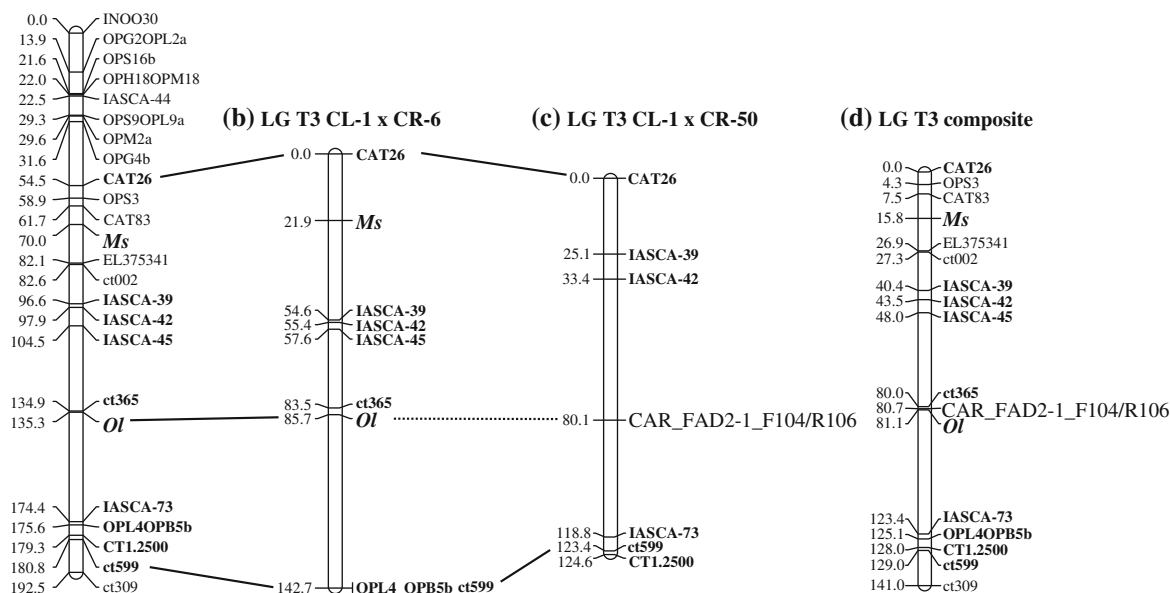 0.0 INOO30
13.9 OPG2OPL2a
21.6 OPS16b
22.0 OPH18OPM18
22.5 IASCA-44
29.3 OPS9OPL9a
29.6 OPM2a
31.6 OPG4b
54.5 CAT26
58.9 OPS3
61.7 CAT83
70.0 Ms
82.1 EL375341
82.6 ct002
96.6 IASCA-39
97.9 IASCA-42
104.5 IASCA-45
134.9 ct365
135.3 Ol
174.4 IASCA-73
175.6 OPL4OPB5b
179.3 CT1.2500
180.8 ct599
192.5 ct309
(b) LG T3 CL-1 x CR-6
0.0 CAT26
21.9 Ms
54.6 IASCA-39
55.4 IASCA-42
57.6 IASCA-45
83.5 ct365
85.7 Ol
142.7 OPL4_OPB5b ct599
(c) LG T3 CL-1 x CR-50
0.0 CAT26
25.1 IASCA-39
33.4 IASCA-42
80.1 CAR_FAD2-1_F104/R106
118.8 IASCA-73
123.4 ct599
124.6 CT1.2500
(d) LG T3 composite
0.0 CAT26
4.3 OPS3
7.5 CAT83
15.8 Ms
26.9 EL375341
27.3 ct002
40.4 IASCA-39
43.5 IASCA-42
48.0 IASCA-45
80.0 ct365
80.7 CAR_FAD2-1_F104/R106
81.1 Ol
123.4 IASCA-73
125.1 OPL4OPB5b
128.0 CT1.2500
129.0 ct599
141.0 ct309